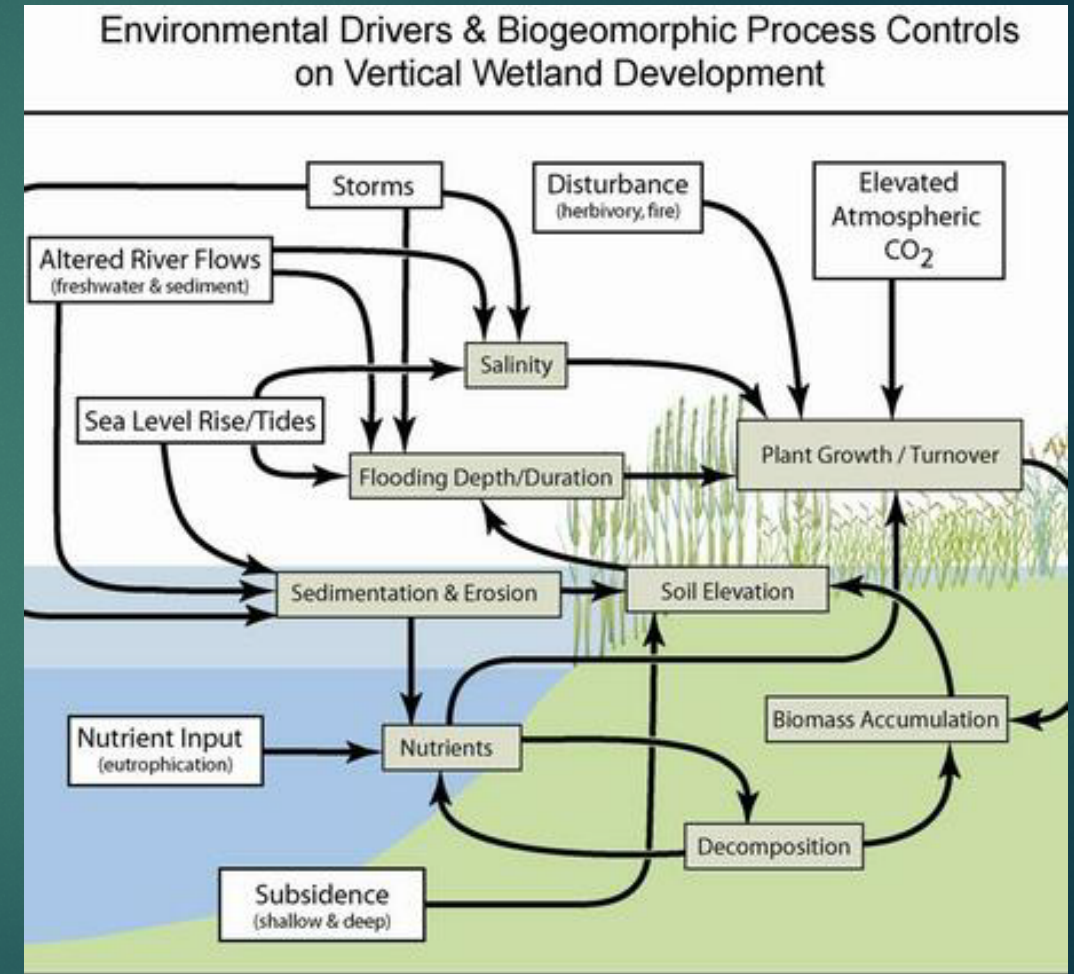 Environmental Drivers & Biogeomorphic Process Controls
on Vertical Wetland Development
Storms
Disturbance
(herbivory, fire)
Elevated
Atmospheric
CO2
Altered River Flows
(freshwater & sediment)
Salinity
Sea Level Rise/Tides
Plant Growth / Turnover
Flooding Depth/Duration
Sedimentation & Erosion
Soil Elevation
Biomass Accumulation
Nutrient Input
(eutrophication)
Nutrients
Decomposition
Subsidence
(shallow & deep)